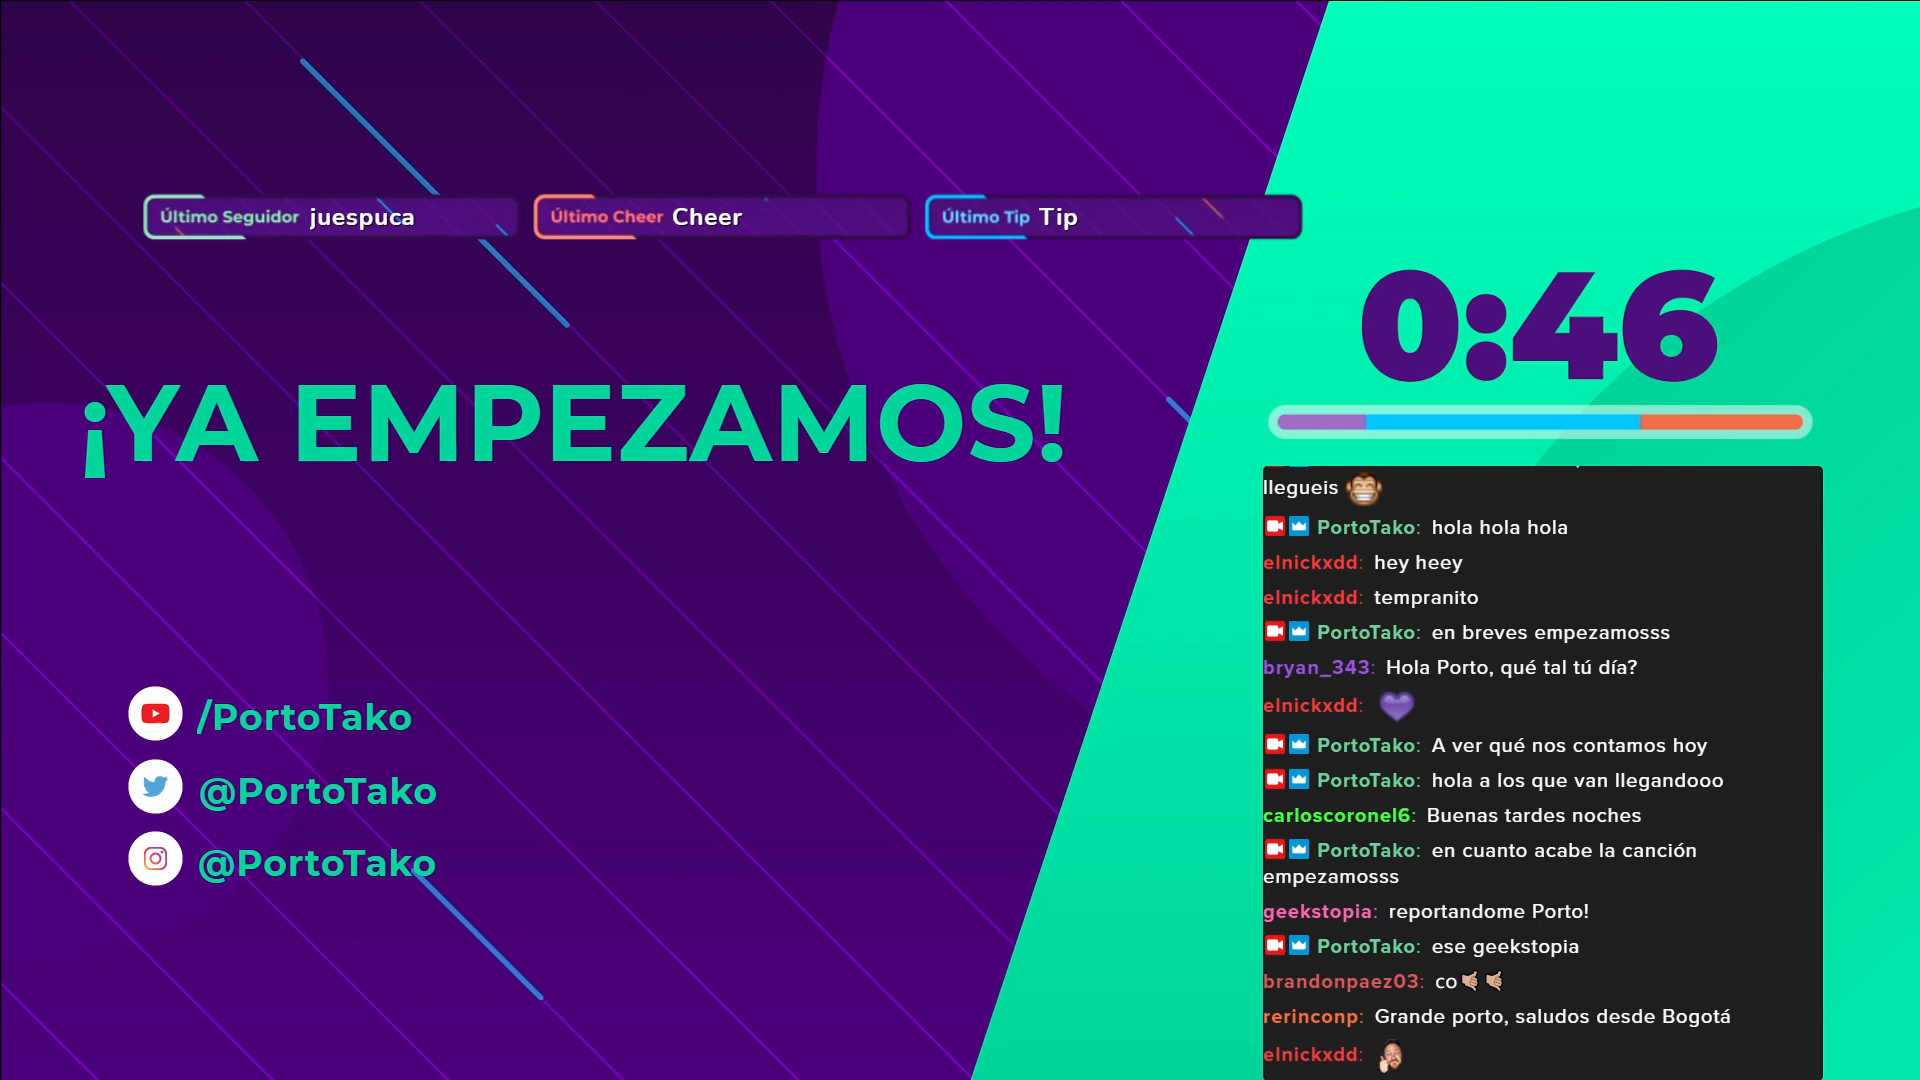 Último Seguidor juespuca
Último Cheer Cheer
Último Tip Tip
¡YA EMPEZAMOS!
/PortoTako
@PortoTako
@PortoTako
0:46
llegueis
PortoTako: hola hola hola
elnickxdd: hey heey
elnickxdd: tempranito
PortoTako: en breves empezamosss
bryan_343: Hola Porto, qué tal tú día?
elnickxdd:
PortoTako: A ver qué nos contamos hoy
PortoTako: hola a los que van llegandooo
carloscoronel6: Buenas tardes noches
PortoTako: en cuanto acabe la canción
empezamosss
geekstopia: reportandome Porto!
PortoTako: ese geekstopia
brandonpaez03: co
rerinconp: Grande porto, saludos desde Bogotá
elnickxdd: